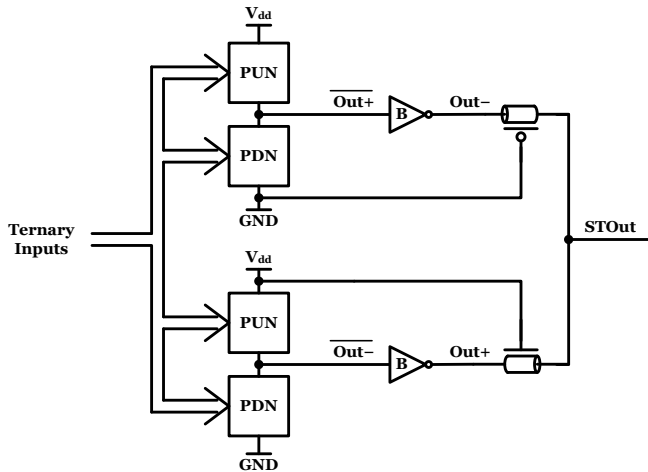 Vdd
PUN
Out+
B
Out−
PDN
GND
Ternary
Inputs
STOut
Vdd
PUN
Out−
B
Out+
PDN
GND